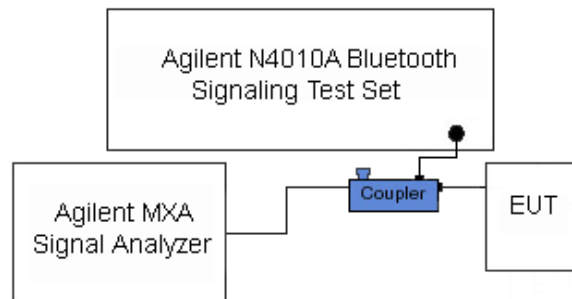 Agilent N4010A Bluetooth
Signaling Test Set
Coupler
Agilent MXA
Signal Analyzer
EUT